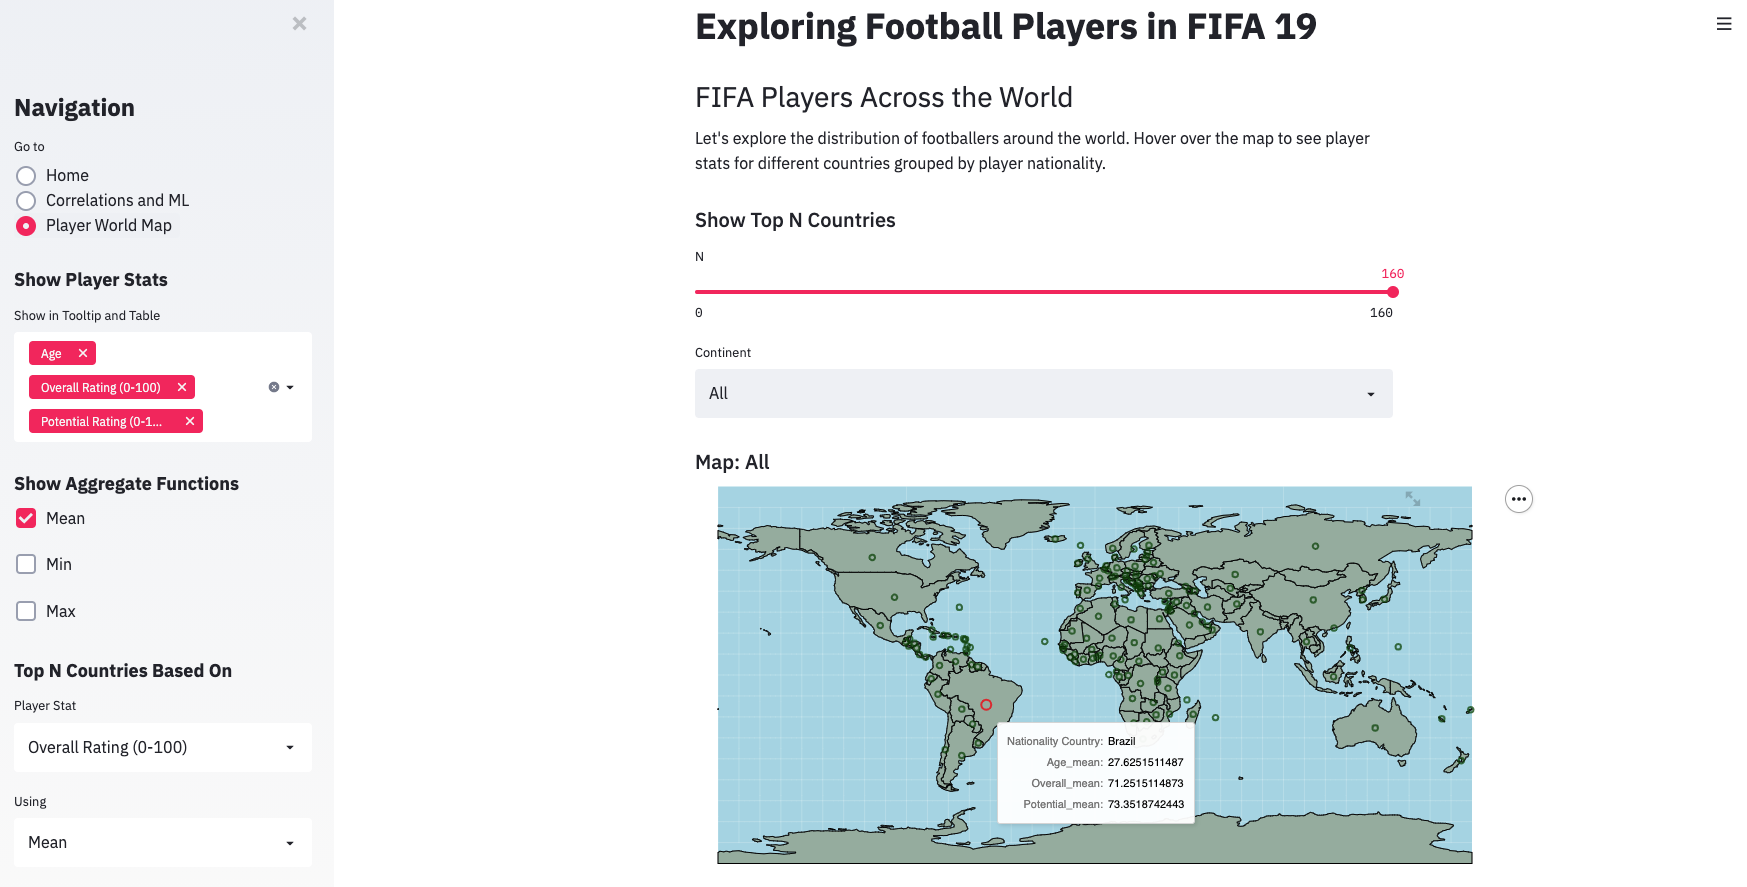 Navigation
Go to
Home
Correlations and ML
Player World Map
Show Player Stats
Show in Tooltip and Table
Age
Overall Rating (0-100)
Potential Rating (0-1...
Show Aggregate Functions
Mean
Min
Max
Top N Countries Based On
Player Stat
Overall Rating (0-100)
Using
Mean
Exploring Football Players in FIFA 19
FIFA Players Across the World
Let's explore the distribution of footballers around the world. Hover over the map to see player
stats for different countries grouped by player nationality.
Show Top N Countries
N
160
0 160
Continent
All
Map: All
Nationality Country: Brazil
Age_mean: 27.6251511487
Overall_mean: 71.2515114873
Potential_mean: 73.3518742443